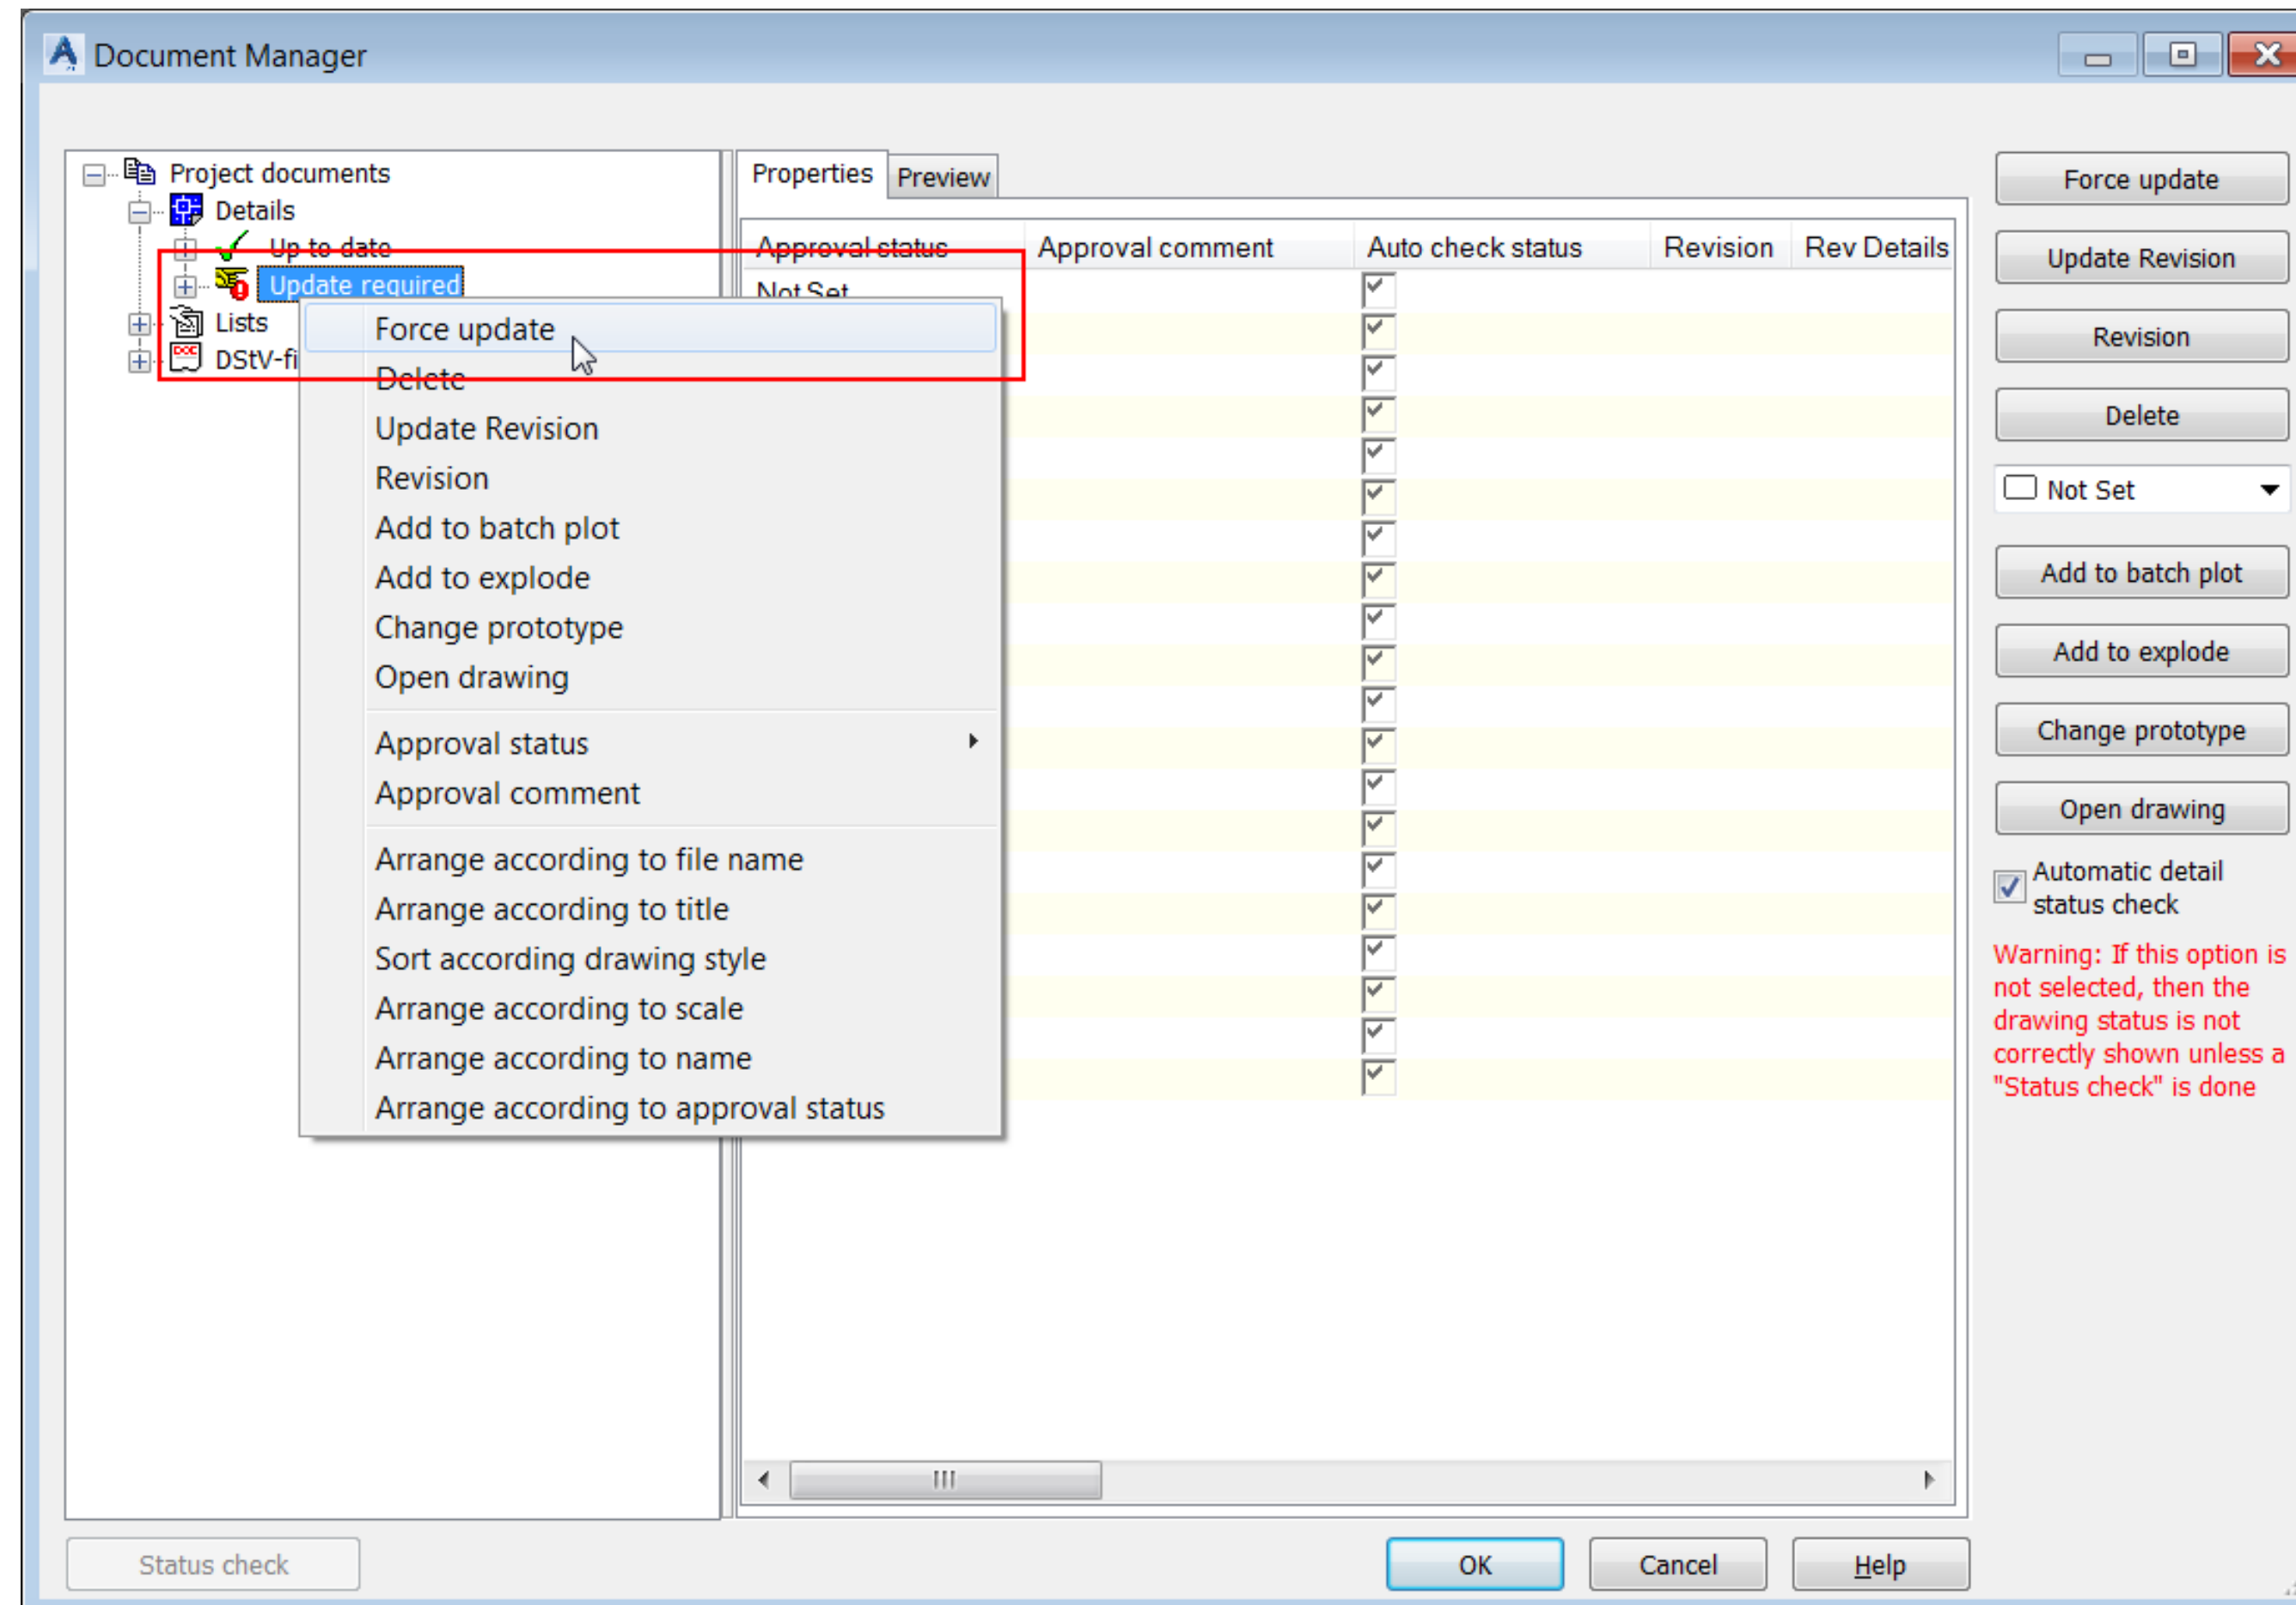 Document Manager
Project documents
Details
Up to date
Update required
Lists
DStV-fi
Force update
Delete
Update Revision
Revision
Add to batch plot
Add to explode
Change prototype
Open drawing
Approval status
Approval comment
Arrange according to file name
Arrange according to title
Sort according drawing style
Arrange according to scale
Arrange according to name
Arrange according to approval status
Properties Preview
Approval status Approval comment Auto check status Revision Rev Details
Not Set
Force update
Update Revision
Revision
Delete
Not Set
Add to batch plot
Add to explode
Change prototype
Open drawing
Automatic detail
status check
Warning: If this option is
not selected, then the
drawing status is not
correctly shown unless a
"Status check" is done
Status check OK Cancel Help